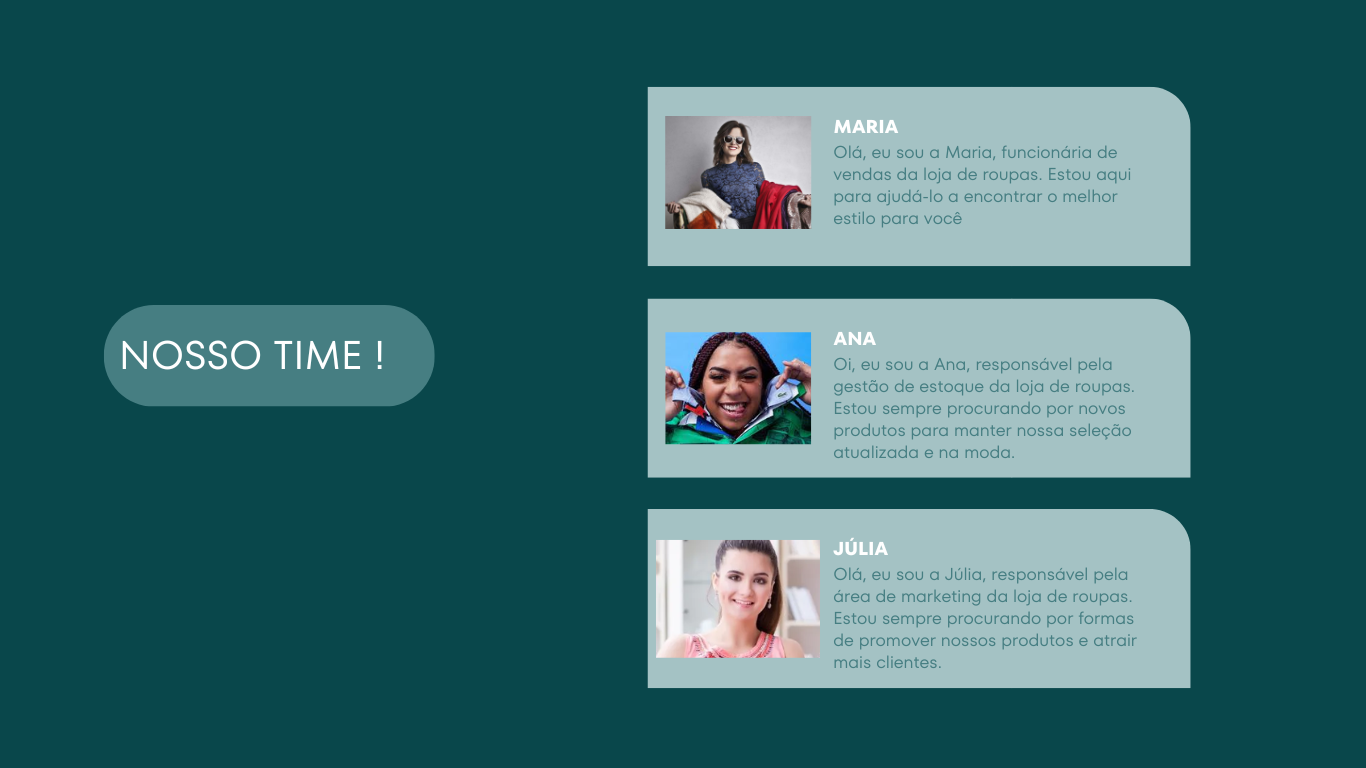 NOSSO TIME !
MARIA
Olá, eu sou a Maria, funcionária de
vendas da loja de roupas. Estou aqui
para ajudá-lo a encontrar o melhor
estilo para você
ANA
Oi, eu sou a Ana, responsável pela
gestão de estoque da loja de roupas.
Estou sempre procurando por novos
produtos para manter nossa seleção
atualizada e na moda.
JÚLIA
Olá, eu sou a Júlia, responsável pela
área de marketing da loja de roupas.
Estou sempre procurando por formas
de promover nossos produtos e atrair
mais clientes.